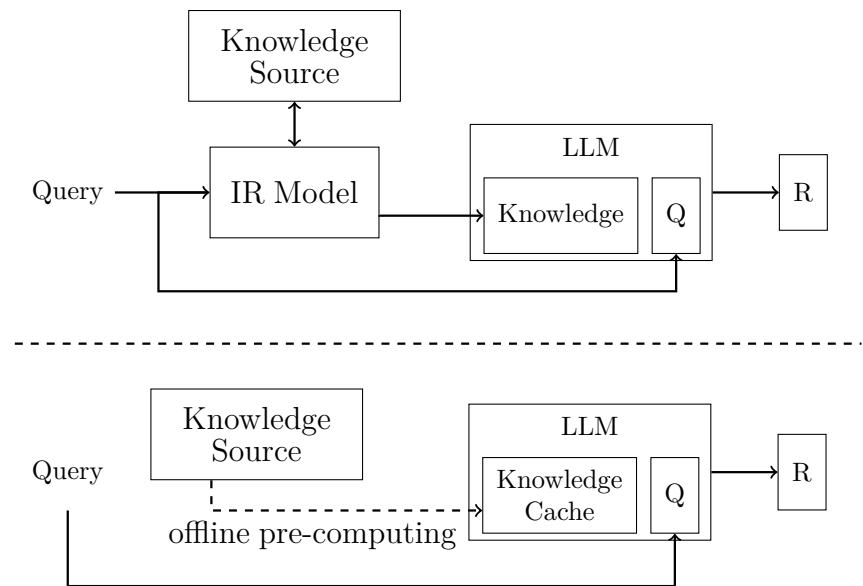 Knowledge
Source
LLM
Query
IR Model
Knowledge
Q
R
Knowledge
Source
LLM
Query
Knowledge
Cache
Q
R
offline pre-computing